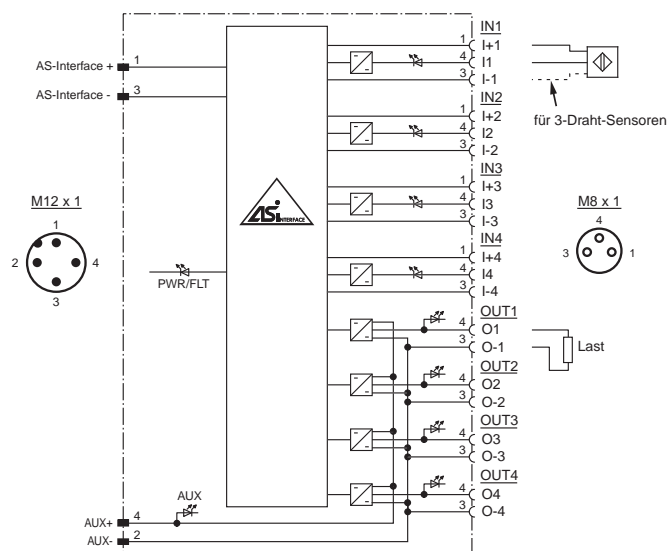 IN1
1 I+1
4 I1
3 I-1
für 3-Draht-Sensoren
AS-Interface + 1
AS-Interface - 3
IN2
1 I+2
4 I2
3 I-2
IN3
1 I+3
4 I3
3 I-3
ASi INTERFACE
M12 x 1
1
2 4
3
M8 x 1
4
3 1
IN4
1 I+4
4 I4
3 I-4
PWR/FLT
OUT1
4 O1
3 O-1
Last
OUT2
4 O2
3 O-2
OUT3
4 O3
3 O-3
OUT4
4 O4
3 O-4
AUX
AUX+ 4
AUX- 2